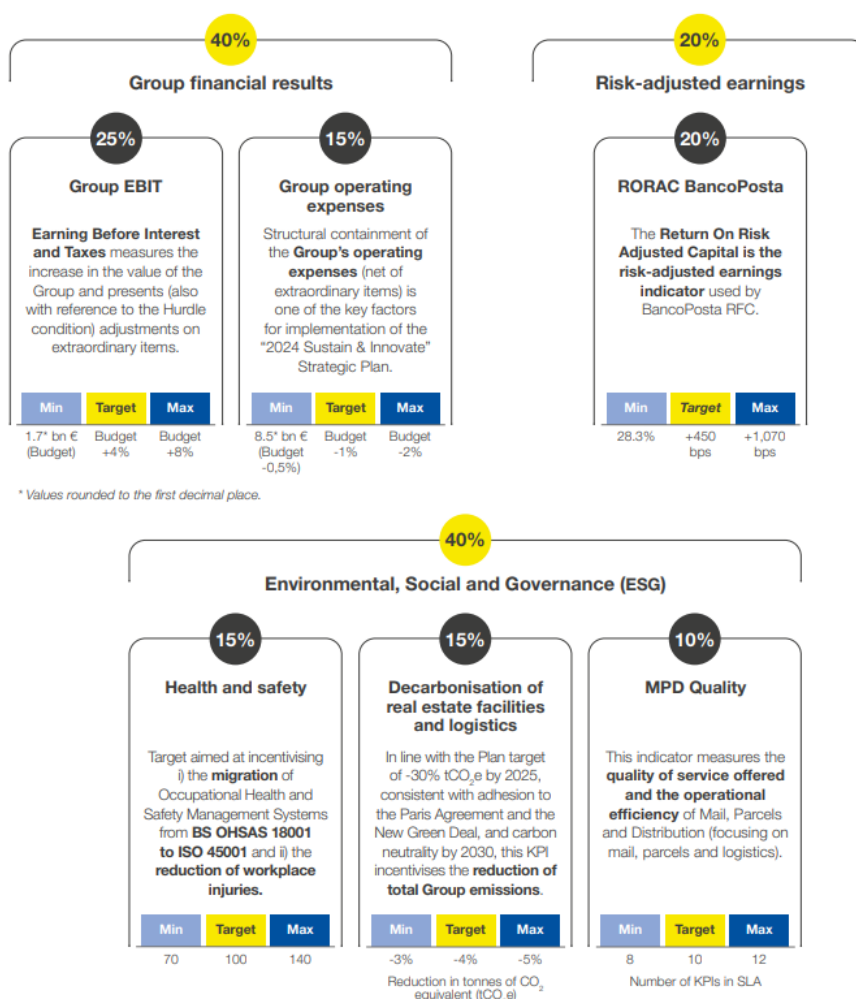 40%
Group financial results
25%
Group EBIT
Earning Before Interest
and Taxes measures the
increase in the value of the
Group and presents (also
with reference to the Hurdle
condition) adjustments on
extraordinary items.
Min Target Max
1.7* bn € Budget Budget
(Budget) +4% +8%
15%
Group operating
expenses
Structural containment of
the Group's operating
expenses (net of
extraordinary items) is
one of the key factors
for implementation of the
“2024 Sustain & Innovate”
Strategic Plan.
Min Target Max
8.5* bn € Budget Budget
(Budget -1% -2%
-0,5%)
20%
Risk-adjusted earnings
20%
RORAC BancoPosta
The Return On Risk
Adjusted Capital is the
risk-adjusted earnings
indicator used by
BancoPosta RFC.
Min Target Max
28.3% +450 +1,070
bps bps
* Values rounded to the first decimal place.
40%
Environmental, Social and Governance (ESG)
15%
Health and safety
Target aimed at incentivising
i) the migration of
Occupational Health and
Safety Management Systems
from BS OHSAS 18001
to ISO 45001 and ii) the
reduction of workplace
injuries.
Min Target Max
70 100 140
15%
Decarbonisation of
real estate facilities
and logistics
In line with the Plan target
of -30% tCO2e by 2025,
consistent with adhesion to
the Paris Agreement and the
New Green Deal, and carbon
neutrality by 2030, this KPI
incentivises the reduction of
total Group emissions.
Min Target Max
-3% -4% -5%
Reduction in tonnes of CO2
equivalent (tCO2e)
10%
MPD Quality
This indicator measures the
quality of service offered
and the operational
efficiency of Mail, Parcels
and Distribution (focusing on
mail, parcels and logistics).
Min Target Max
8 10 12
Number of KPIs in SLA